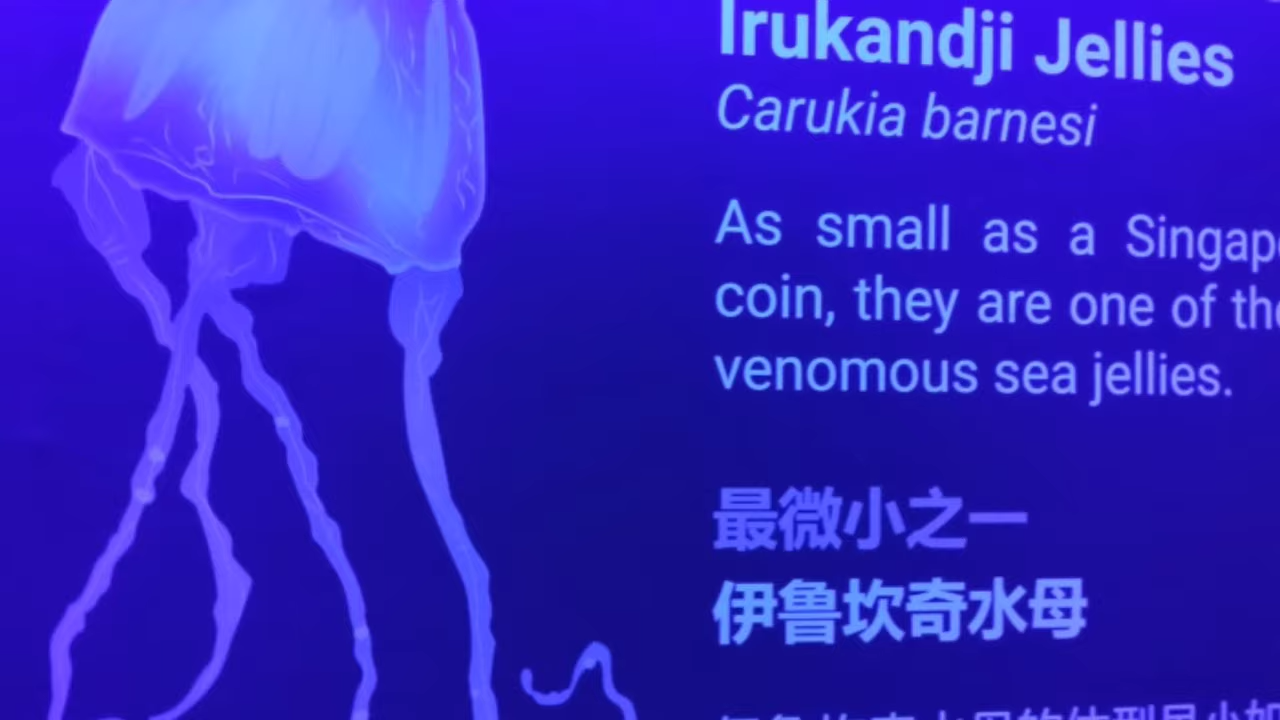 Irukandji Jellies
Carukia barnesi
As small as a
coin, they are one of
venomous sea jellies.
最微小之一
伊鲁坎奇水母